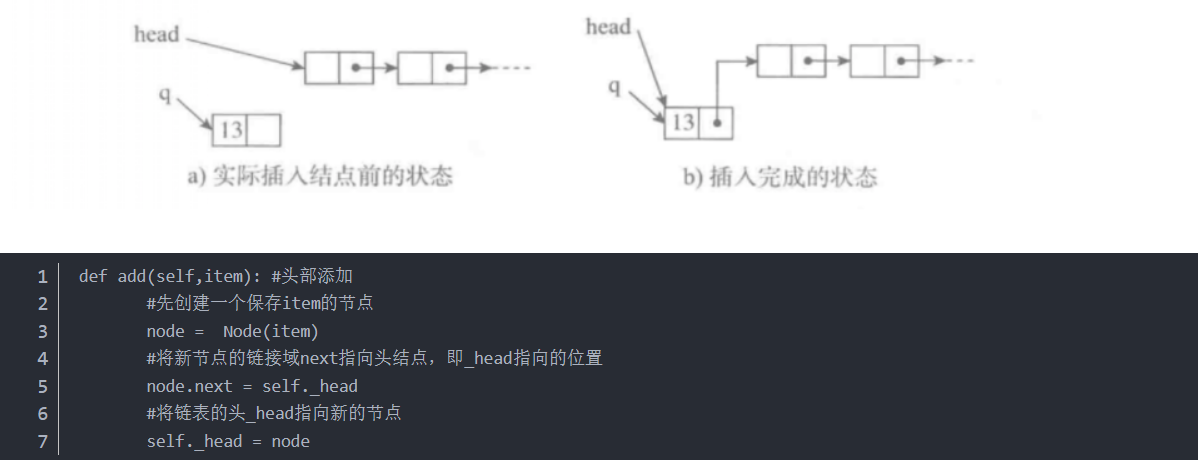 head
q
13
a) 实际插入结点前的状态
head
q
13
b) 插入完成的状态
1 def add(self,item): #头部添加
2 #先创建一个保存item的节点
3 node =  Node(item)
4 #将新节点的链接域next指向头结点，即_head指向的位置
5 node.next = self._head
6 #将链表的头_head指向新的节点
7 self._head = node